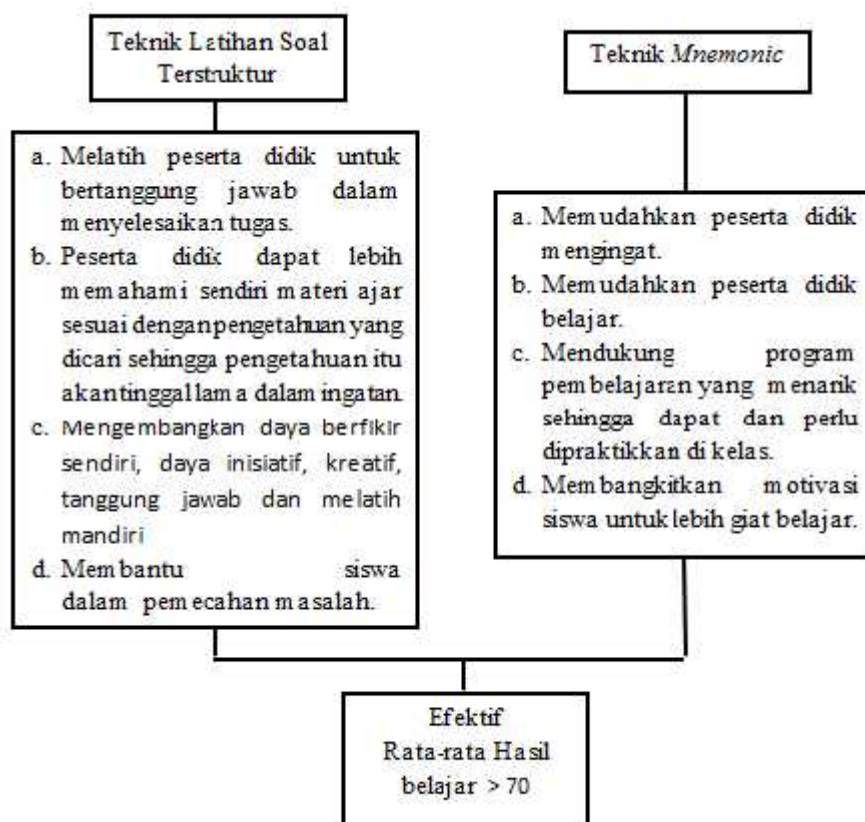 Teknik Latihan Soal
Terstruktur
a. Melatih peserta didik untuk
bertanggung jawab dalam
menyelesaikan tugas.
b. Peserta didik dapat lebih
memahami sendiri materi ajar
sesuai dengan pengetahuan yang
dicari sehingga pengetahuan itu
akan tinggal lama dalam ingatan.
c. Mengembangkan daya berfikir
sendiri, daya inisiatif, kreatif,
tanggung jawab dan melatih
mandiri
d. Membantu siswa
dalam pemecahan masalah.
Teknik Mnemonic
a. Memudahkan peserta didik
mengingat.
b. Memudahkan peserta didik
belajar.
c. Mendukung program
pembelajaran yang menarik
sehingga dapat dan perlu
dipraktikkan di kelas.
d. Membangkitkan motivasi
siswa untuk lebih giat belajar.
Efektif
Rata-rata Hasil
belajar > 70